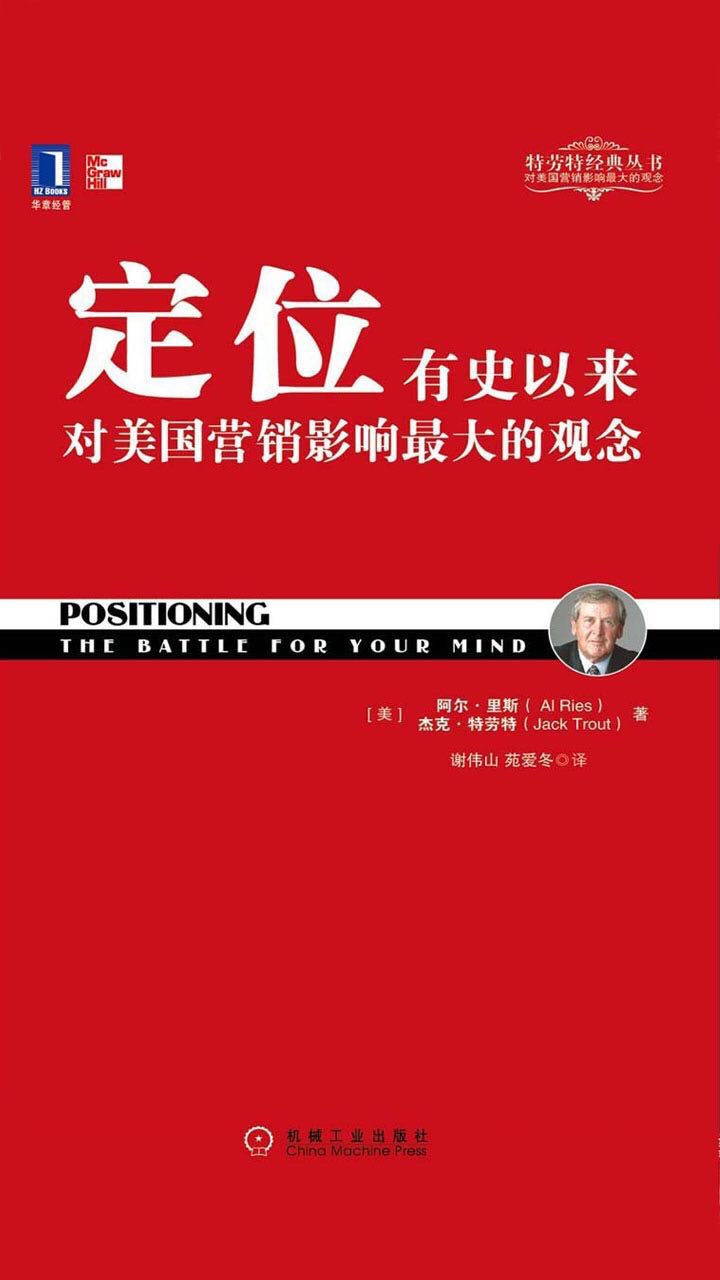 HZ BOOKS
华章经管
Mc
Graw
Hill
特劳特经典丛书
对美国营销影响最大的观念
定位 有史以来
对美国营销影响最大的观念
POSITIONING
THE BATTLE FOR YOUR MIND
[美] 阿尔·里斯（Al Ries）
杰克·特劳特（Jack Trout） 著
谢伟山 苑爱冬◎译
机械工业出版社
China Machine Press